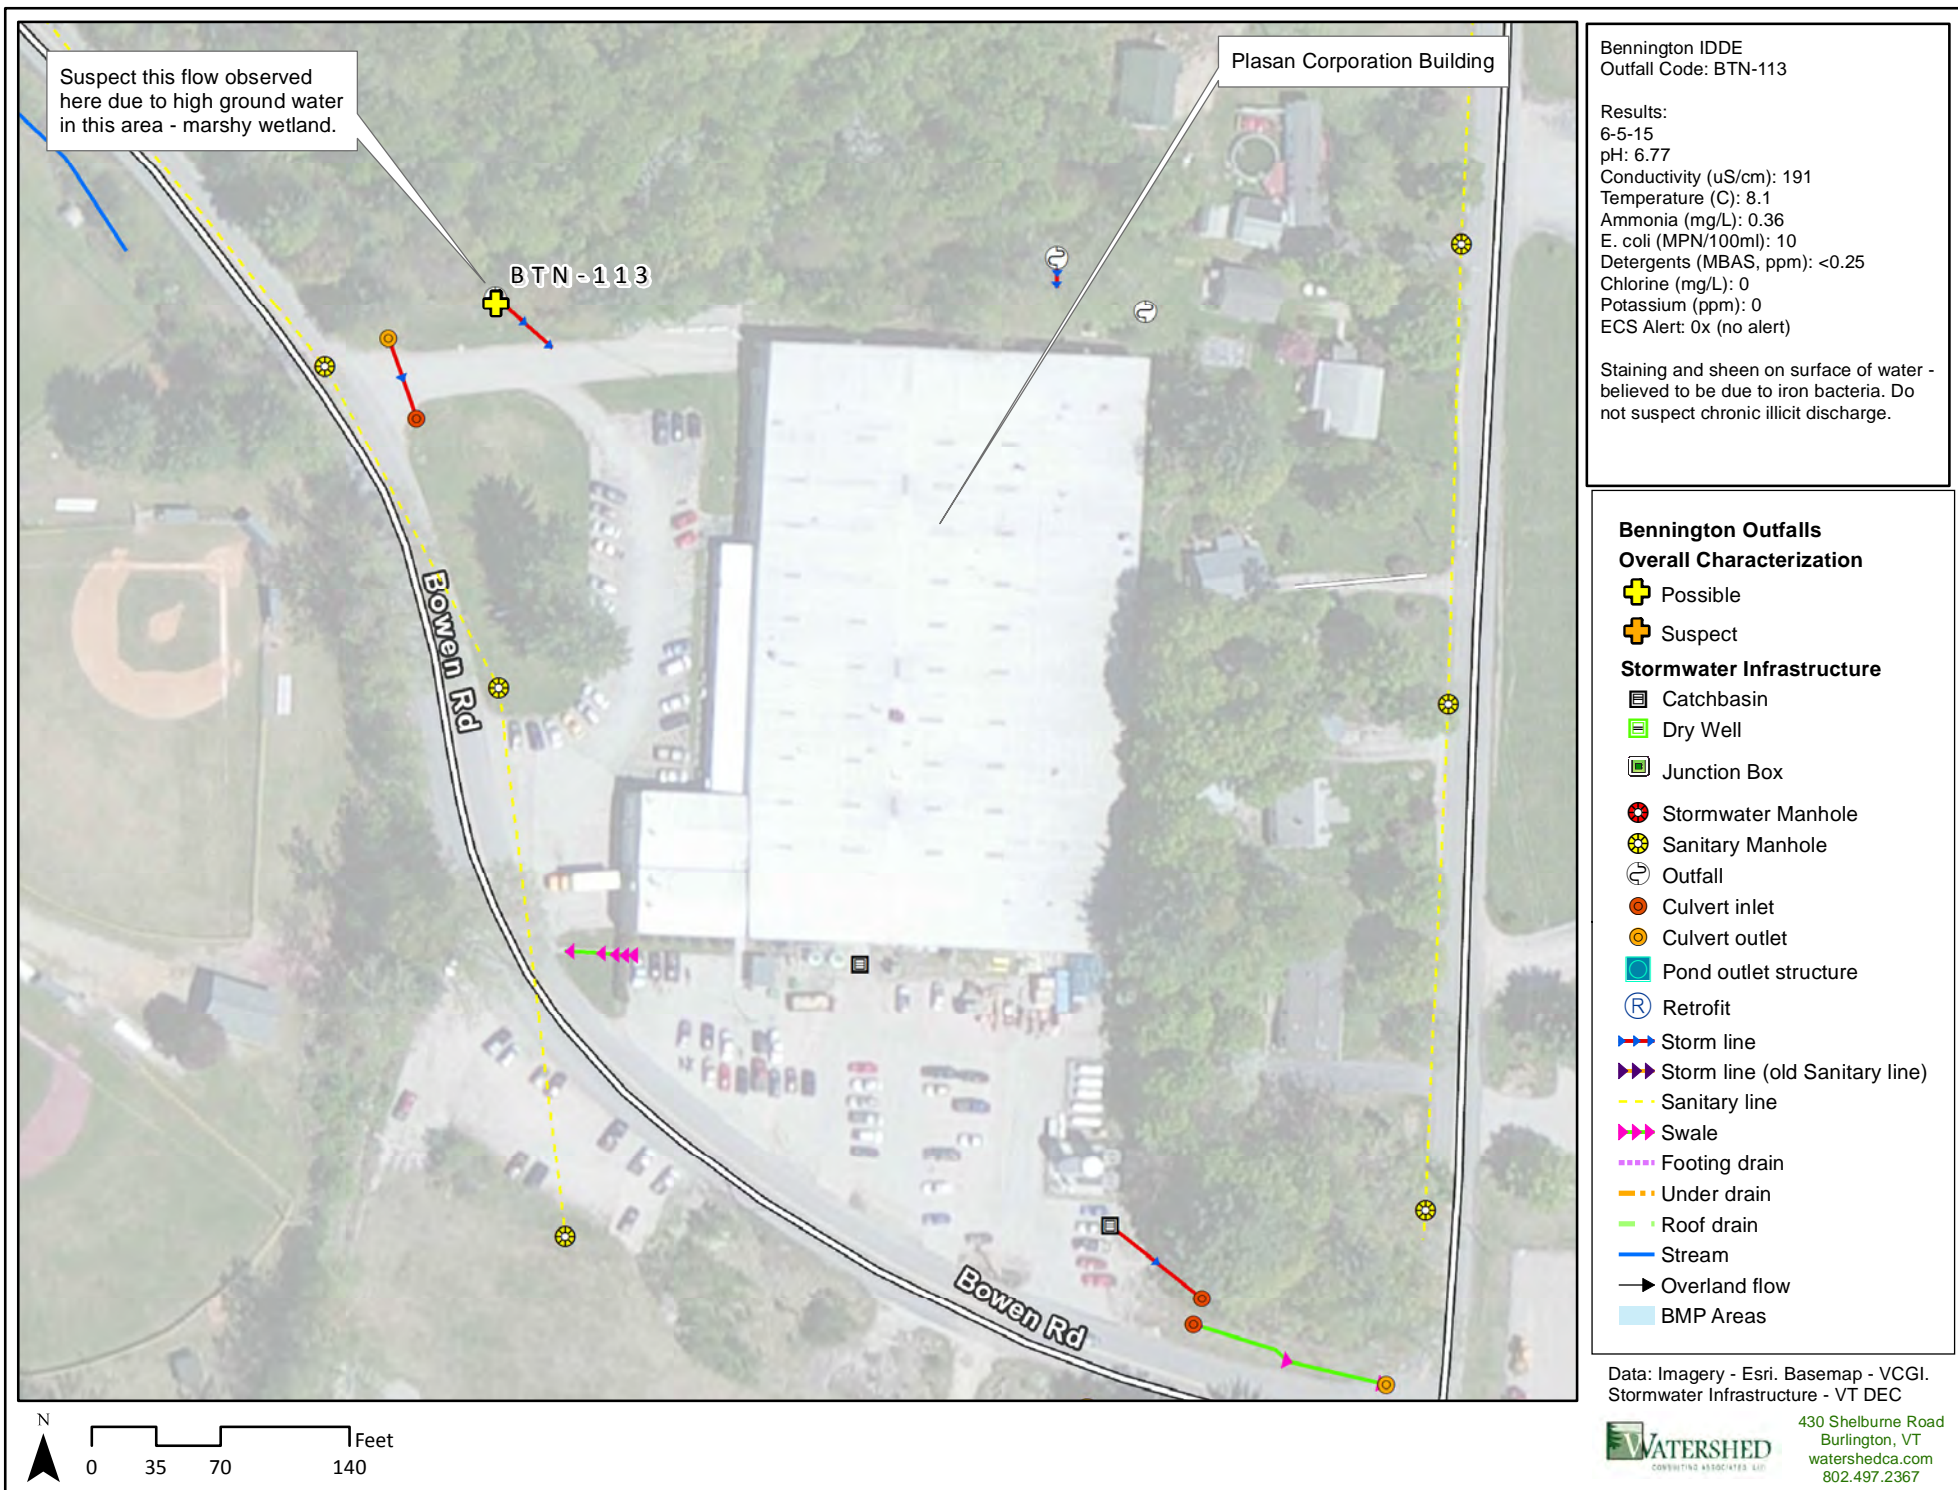 Suspect this flow observed
here due to high ground water
in this area - marshy wetland.
Plasan Corporation Building
BTN-113
Bowen Rd
Bowen Rd
Bennington IDDE
Outfall Code: BTN-113
Results:
6-5-15
pH: 6.77
Conductivity (uS/cm): 191
Temperature (C): 8.1
Ammonia (mg/L): 0.36
E. coli (MPN/100ml): 10
Detergents (MBAS, ppm): <0.25
Chlorine (mg/L): 0
Potassium (ppm): 0
ECS Alert: 0x (no alert)
Staining and sheen on surface of water -
believed to be due to iron bacteria. Do
not suspect chronic illicit discharge.
Bennington Outfalls
Overall Characterization
Possible
Suspect
Stormwater Infrastructure
Catchbasin
Dry Well
Junction Box
Stormwater Manhole
Sanitary Manhole
Outfall
Culvert inlet
Culvert outlet
Pond outlet structure
R Retrofit
Storm line
Storm line (old Sanitary line)
Sanitary line
Swale
Footing drain
Under drain
Roof drain
Stream
Overland flow
BMP Areas
Data: Imagery - Esri. Basemap - VCGI.
Stormwater Infrastructure - VT DEC
WATERSHED
CONSULTING ASSOCIATES, LLC
430 Shelburne Road
Burlington, VT
watershedca.com
802.497.2367
N
Feet
0 35 70 140